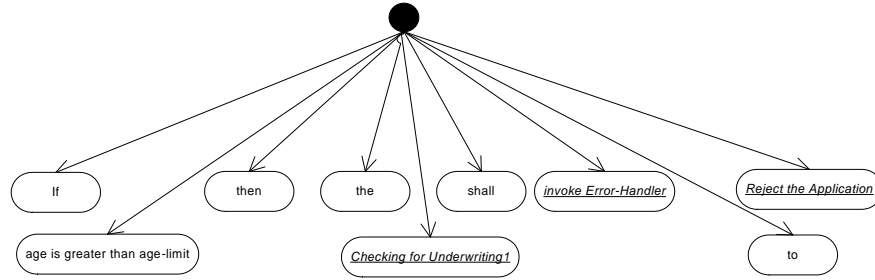 If
then
the
shall
invoke Error-Handler
Reject the Application
age is greater than age-limit
Checking for Underwriting1
to